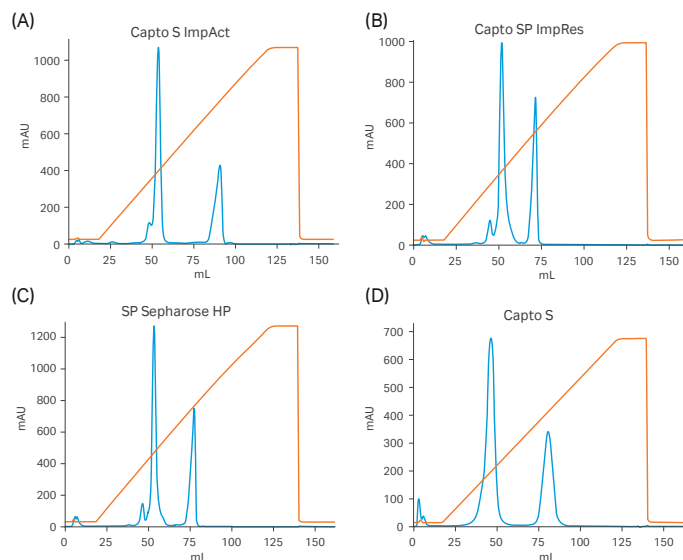 (A)
Capto S ImpAct
mAU
1000
800
600
400
200
0
0 25 50 75 100 125 150
mL
(B)
Capto SP ImpRes
mAU
1000
800
600
400
200
0
0 25 50 75 100 125 150
mL
(C)
SP Sepharose HP
mAU
1200
1000
800
600
400
200
0
0 25 50 75 100 125 150
mL
(D)
Capto S
mAU
700
600
500
400
300
200
100
0
0 25 50 75 100 125 150
mL